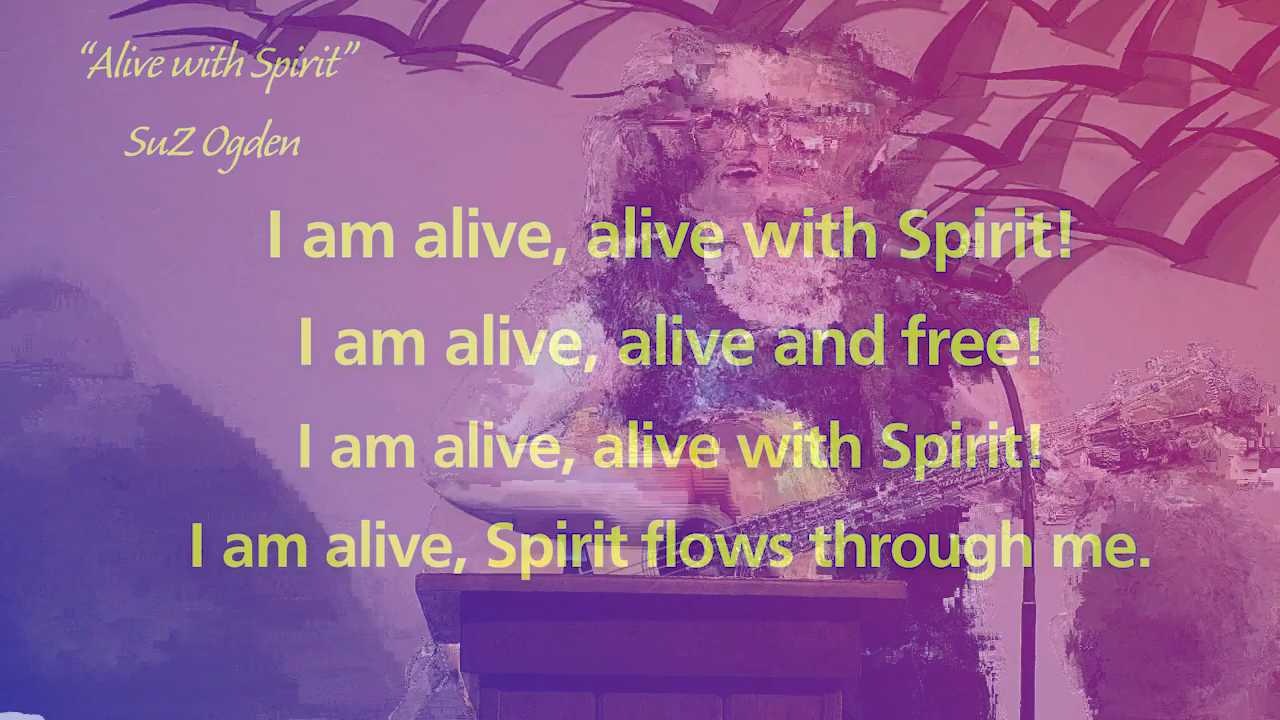 “Alive with Spirit”
SuZ Ogden
I am alive, alive with Spirit!
I am alive, alive and free!
I am alive, alive with Spirit!
I am alive, Spirit flows through me.